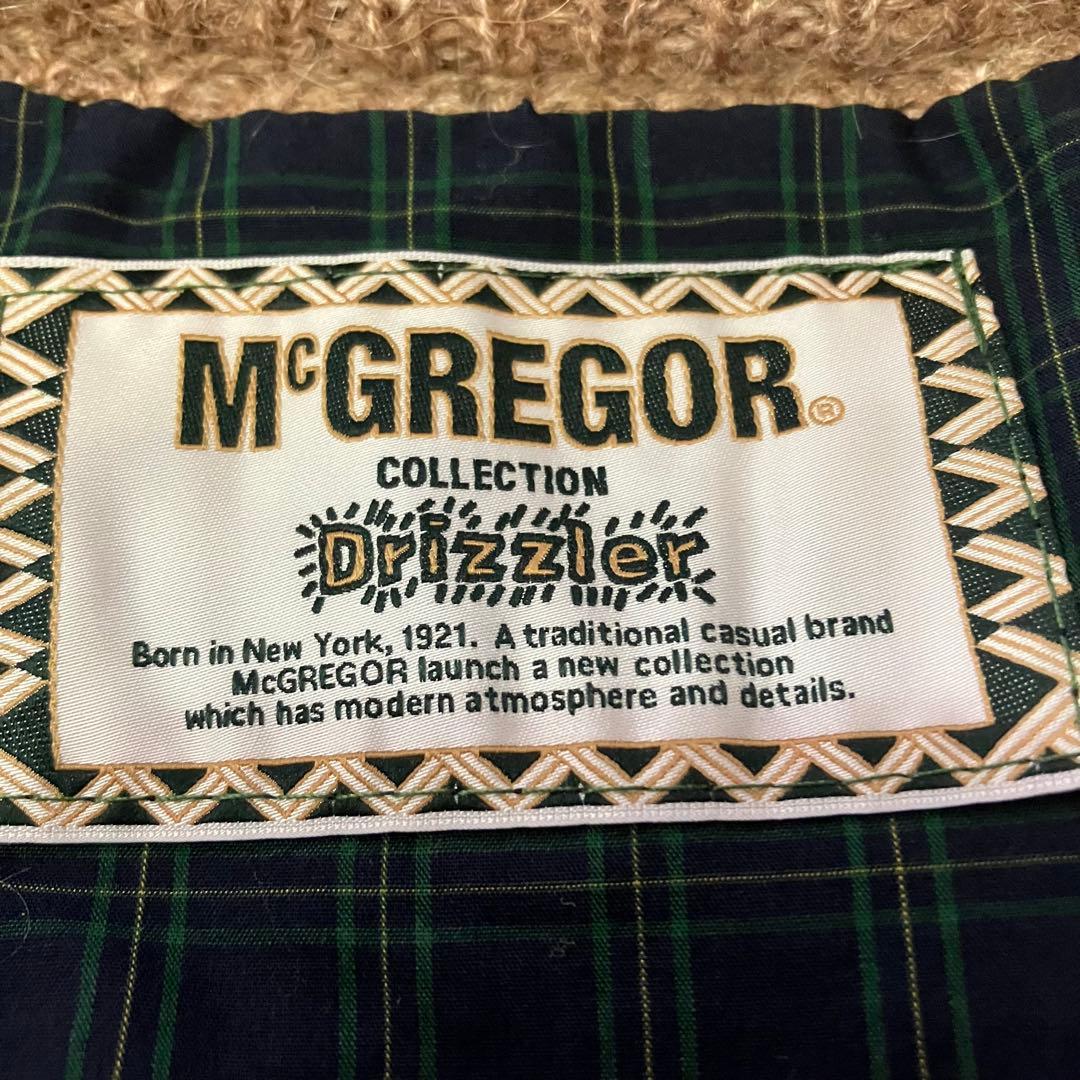 McGREGOR®
COLLECTION
Drizzler
Born in New York, 1921. A traditional casual brand
McGREGOR launch a new collection
which has modern atmosphere and details.